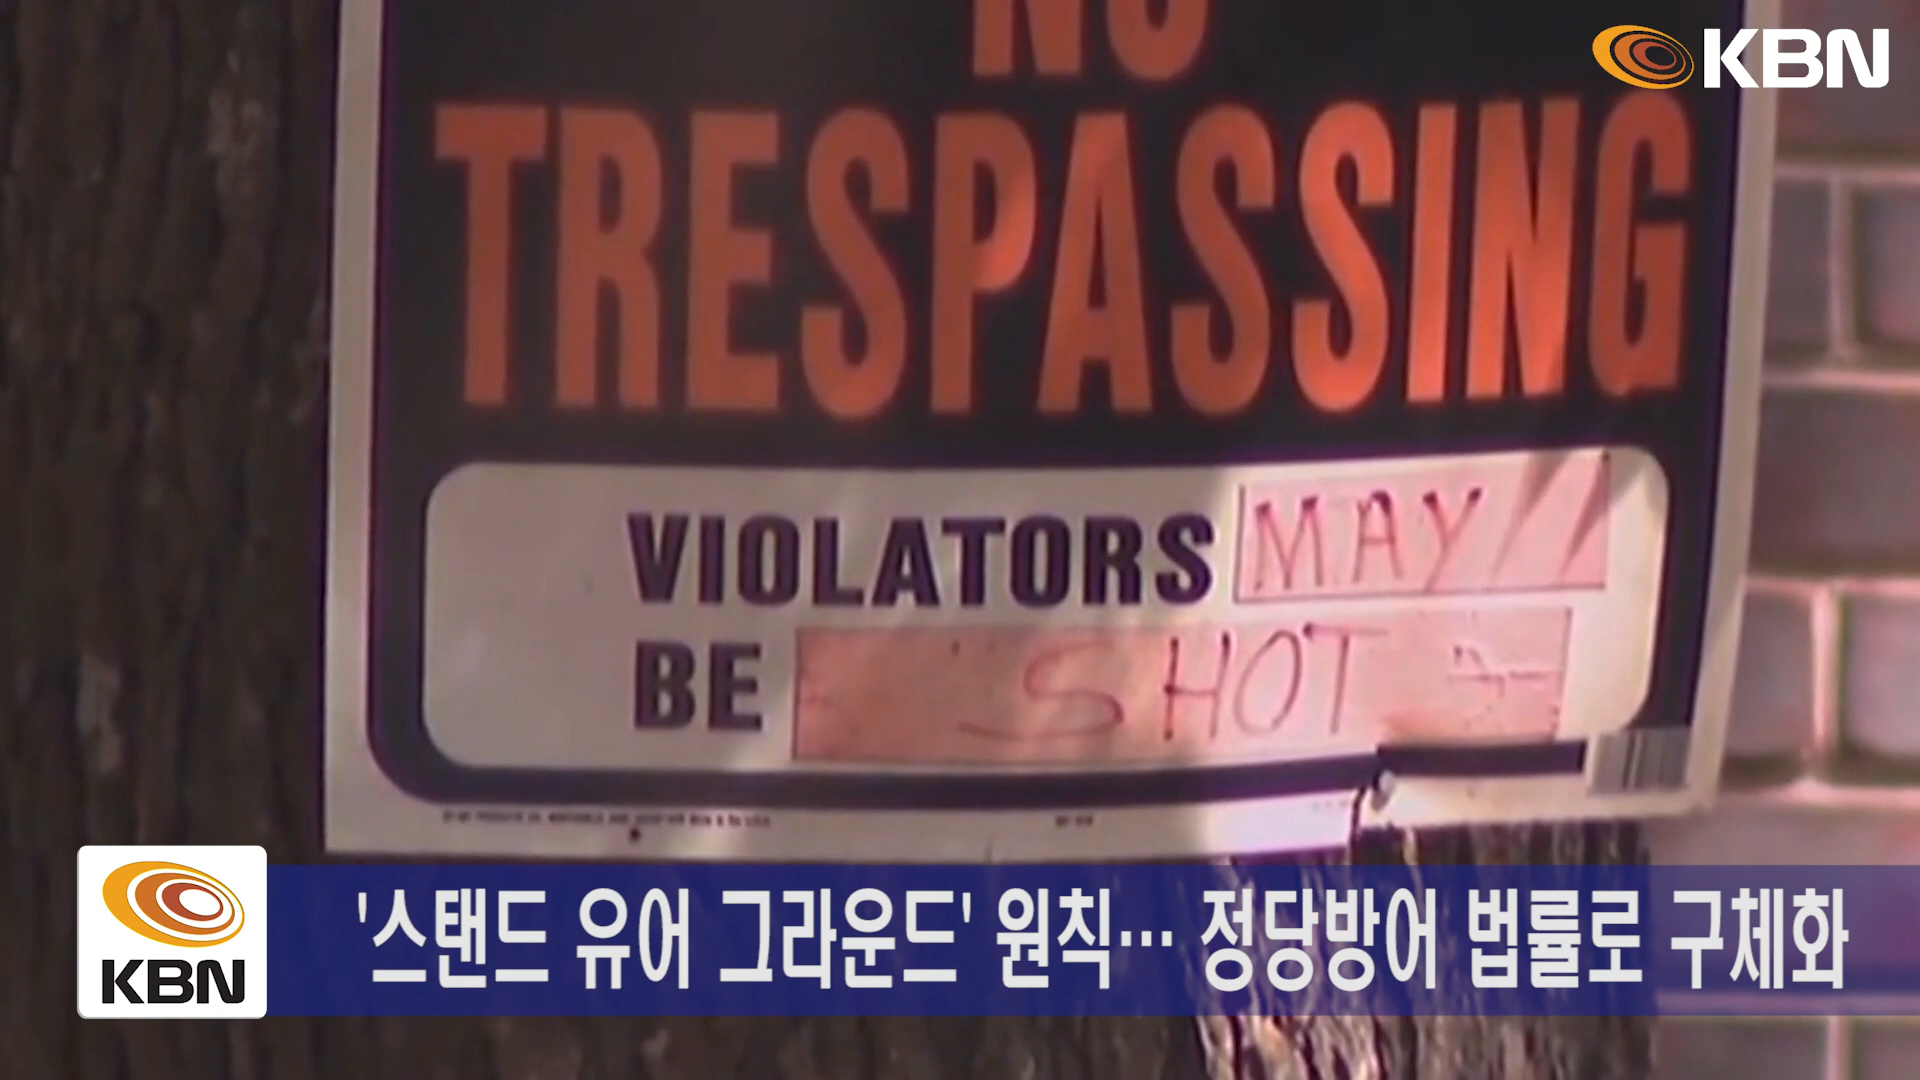 KBN
NO
TRESPASSING
VIOLATORS MAY!!
BE SHOT
KBN
'스탠드 유어 그라운드' 원칙… 정당방어 법률로 구체화